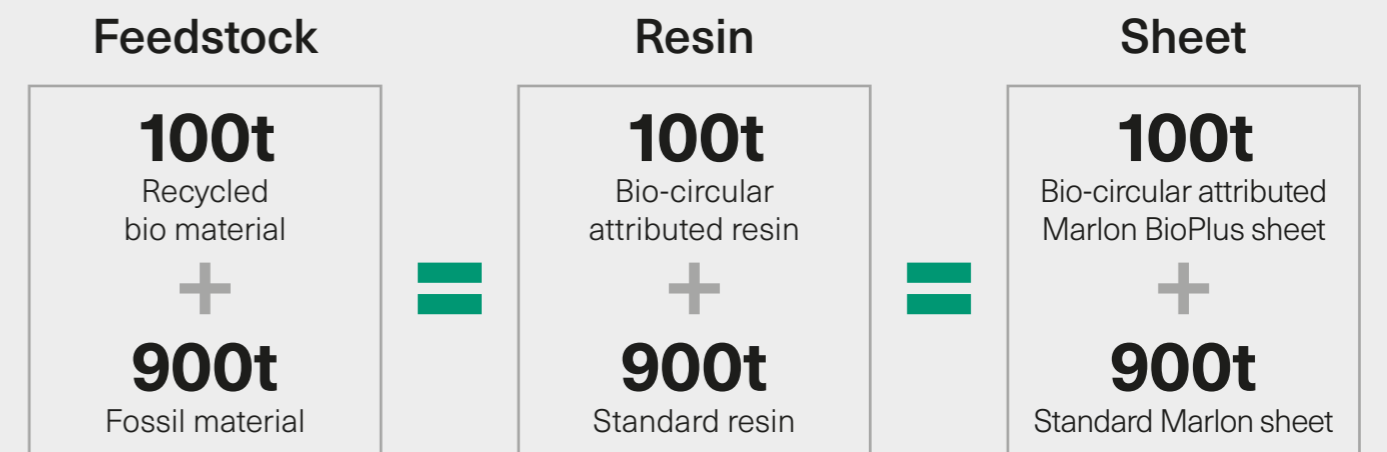 Feedstock
100t
Recycled
bio material
+
900t
Fossil material
=
Resin
100t
Bio-circular
attributed resin
+
900t
Standard resin
=
Sheet
100t
Bio-circular attributed
Marlon BioPlus sheet
+
900t
Standard Marlon sheet